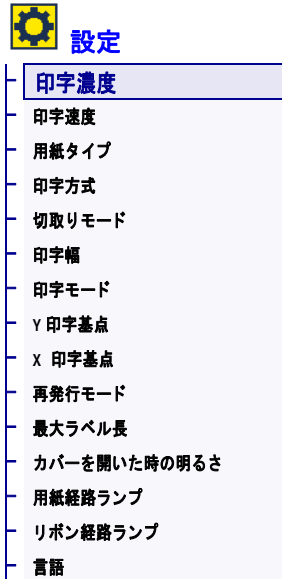 設定
印字濃度
印字速度
用紙タイプ
印字方式
切取りモード
印字幅
印字モード
Y 印字基点
X 印字基点
再発行モード
最大ラベル長
カバーを開いた時の明るさ
用紙経路ランプ
リボン経路ランプ
言語